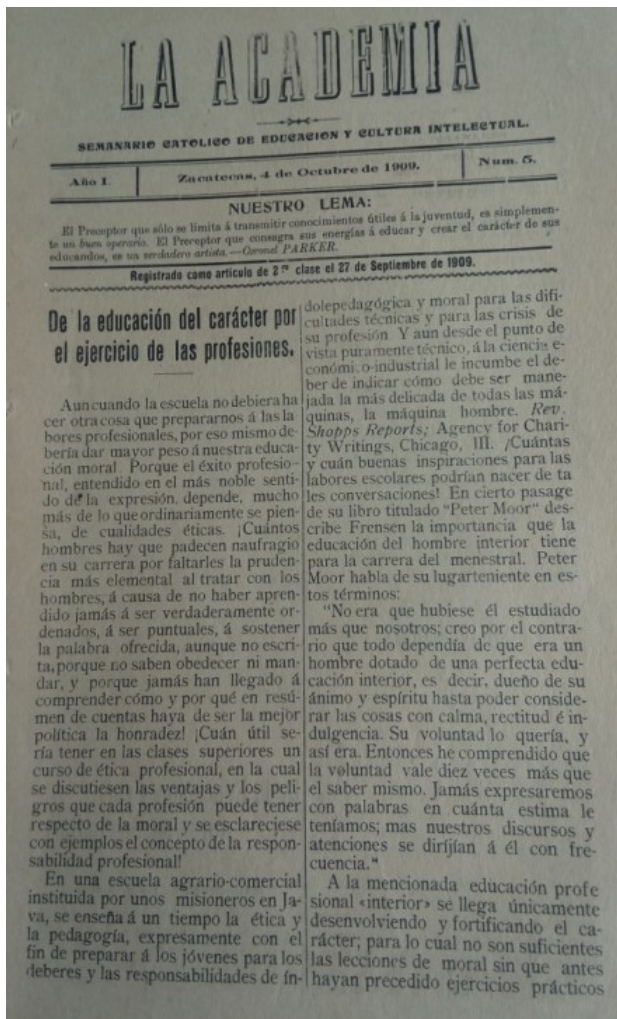 LA ACADEMIA
SEMANARIO CATOLICO DE EDUCACION Y CULTURA INTELECTUAL.
Año I.
Zacatecas, 4 de Octubre de 1909.
Num. 5.
NUESTRO LEMA:
El Preceptor que sólo se limita á transmitir conocimientos útiles á la juventud, es simplemen-
te un buen operario. El Preceptor que consagra sus energías á educar y crear el carácter de sus
educandos, es un verdadero artista.—Coronel PARKER.
Registrado como artículo de 2ª clase el 27 de Septiembre de 1909.
De la educación del carácter por
el ejercicio de las profesiones.
Aun cuando la escuela no debiera ha
cer otra cosa que prepararnos á las la
bores profesionales, por eso mismo de-
bería dar mayor peso á nuestra educa-
ción moral. Porque el éxito profesio-
nal, entendido en el más noble senti-
do de la expresión, depende, mucho
más de lo que ordinariamente se pien-
sa, de cualidades éticas. ¡Cuántos
hombres hay que padecen naufragio
en su carrera por faltarles la pruden-
cia más elemental al tratar con los
hombres, á causa de no haber apren-
dido jamás á ser verdaderamente or-
denados, á ser puntuales, á sostener
la palabra ofrecida, aunque no escri-
ta, porque no saben obedecer ni man-
dar, y porque jamás han llegado á
comprender cómo y por qué en resú-
men de cuentas haya de ser la mejor
política la honradez! ¡Cuán útil se-
ría tener en las clases superiores un
curso de ética profesional, en la cual
se discutiesen las ventajas y los peli-
gros que cada profesión puede tener
respecto de la moral y se esclarecjese
con ejemplos el concepto de la respon-
sabilidad profesional!
En una escuela agrario-comercial
instituida por unos misioneros en Ja-
va, se enseña á un tiempo la ética y
la pedagogía, expresamente con el
fin de preparar á los jóvenes para los
deberes y las responsabilidades de ín-
dolepedagógica y moral para las difi-
cultades técnicas y para las crisis de
su profesión. Y aun desde el punto de
vista puramente técnico, á la ciencia e-
conómico-industrial le incumbe el de-
ber de indicar cómo debe ser mane-
jada la más delicada de todas las má-
quinas, la máquina hombre. Rev.
Shopps Reports; Agency for Chari-
ty Writings, Chicago, Ill. ¡Cuántas
y cuán buenas inspiraciones para las
labores escolares podrían nacer de ta
les conversaciones! En cierto pasage
de su libro titulado "Peter Moor" des-
cribe Frensen la importancia que la
educación del hombre interior tiene
para la carrera del menestral. Peter
Moor habla de su lugarteniente en es-
tos términos:
"No era que hubiese él estudiado
más que nosotros; creo por el contra-
rio que todo dependía de que era un
hombre dotado de una perfecta edu-
cación interior, es decir, dueño de su
ánimo y espíritu hasta poder conside-
rar las cosas con calma, rectitud é in-
dulgencia. Su voluntad lo quería, y
así era. Entonces he comprendido que
la voluntad vale diez veces más que
el saber mismo. Jamás expresaremos
con palabras en cuánta estima le
teníamos; mas nuestros discursos y
atenciones se dirijían á él con fre-
cuencia."
A la mencionada educación profe
sional «interior» se llega únicamente
desenvolviendo y fortificando el ca-
rácter; para lo cual no son suficientes
las lecciones de moral sin que antes
hayan precedido ejercicios prácticos